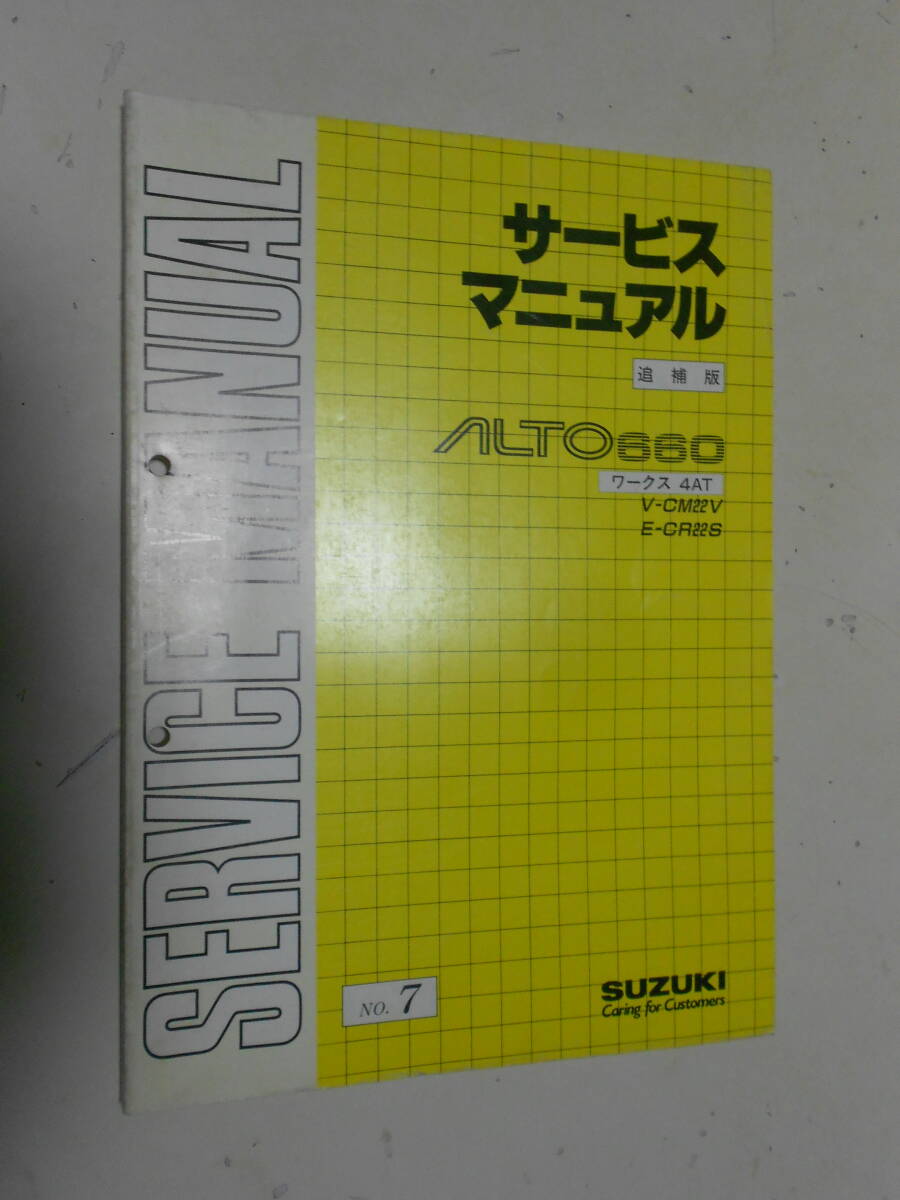 SERVICE MANUAL
サービス
マニュアル
追補版
ALTO660
ワークス 4AT
V-CM22V
E-CR22S
NO. 7
SUZUKI
Caring for Customers